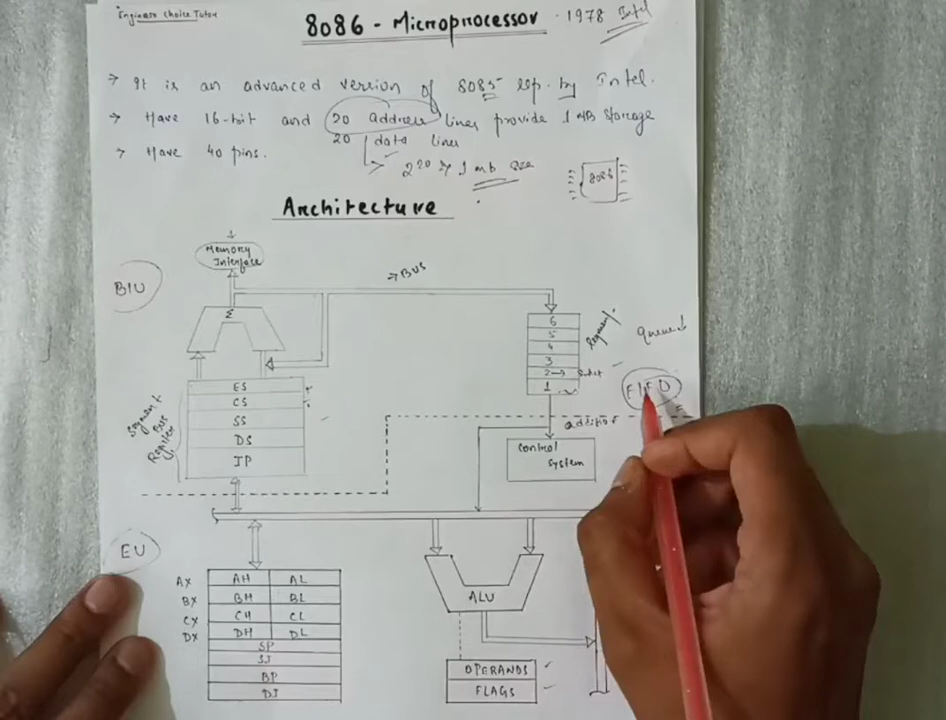 Engineers Choice Tutor
8086 - Microprocessor - 1978 Intel
→ It is an advanced version of 8085 by Intel.
→ Have 16-bit and 20 address lines provide 1 MB storage
20 data lines
→ Have 40 pins.
2²⁰ → 1 mb size
8086
Architecture
Memory
Interface
BIU
→ BUS
Σ
6
5
4
3
2 →
1
Queue
FIFO
ES
CS
SS
DS
IP
Segment
Bus
Register
Control
System
EU
AX AH AL
BX BH BL
CX CH CL
DX DH DL
SP
SI
BP
DI
ALU
OPERANDS
FLAGS